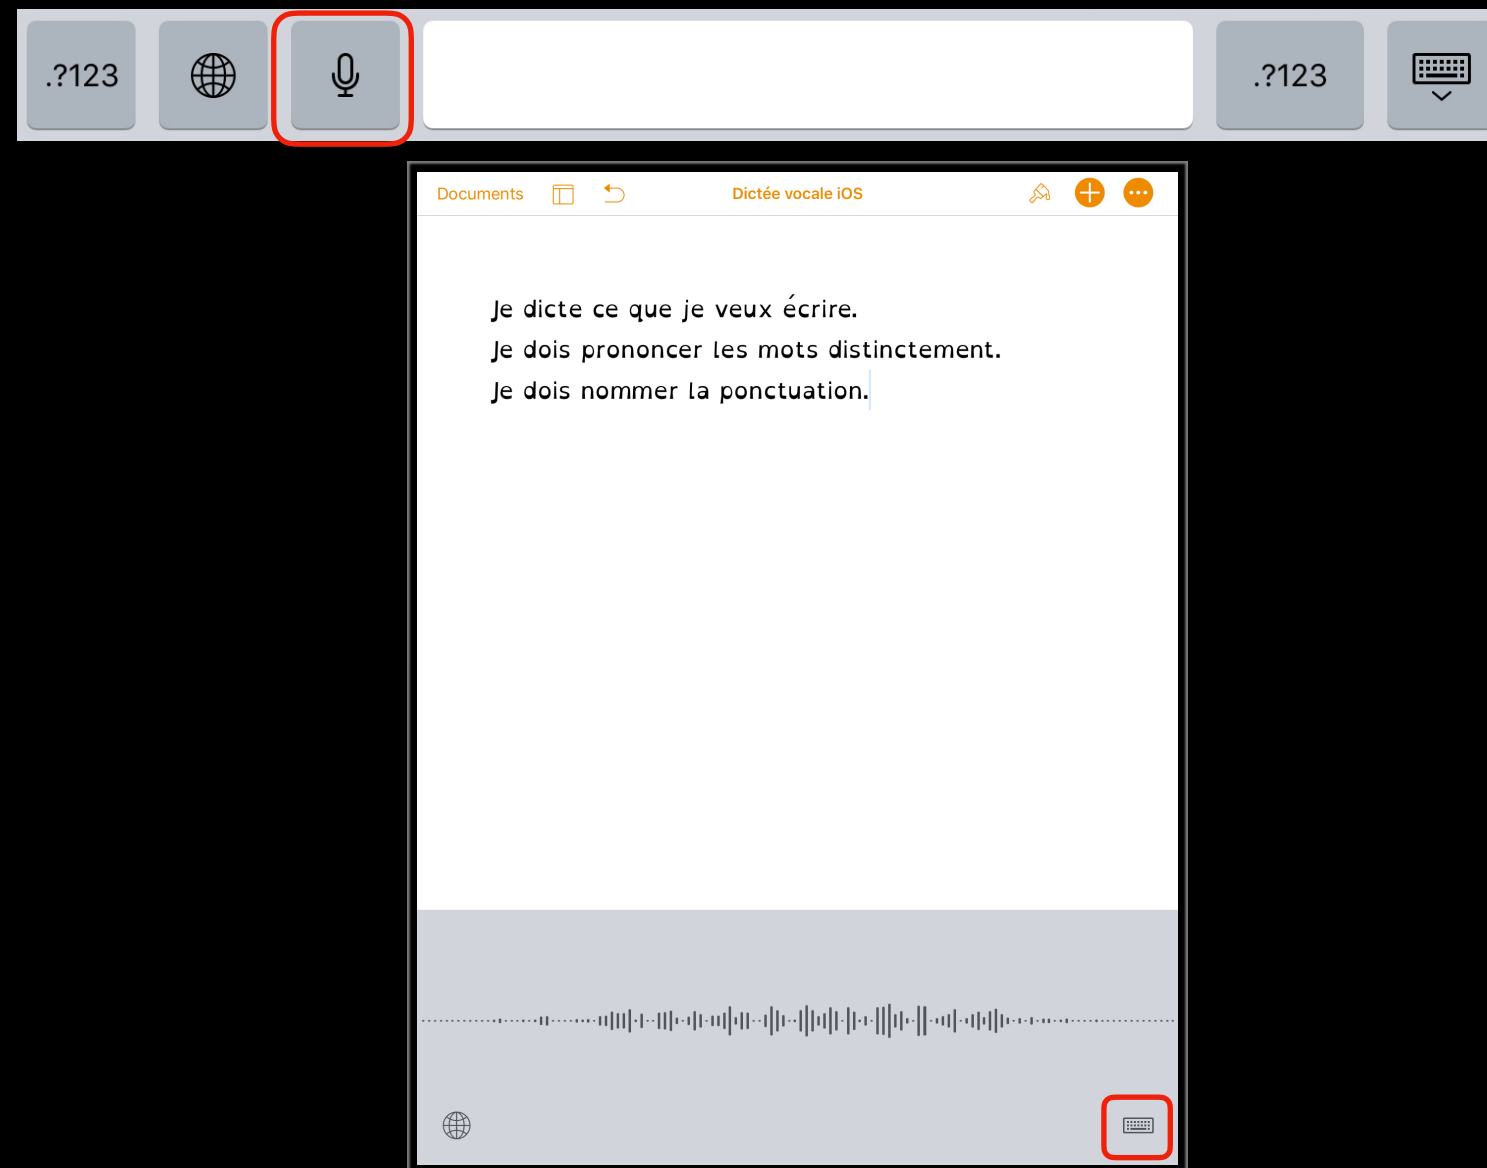 .?123 .?123
Documents Dictée vocale iOS
Je dicte ce que je veux écrire.
Je dois prononcer les mots distinctement.
Je dois nommer la ponctuation.